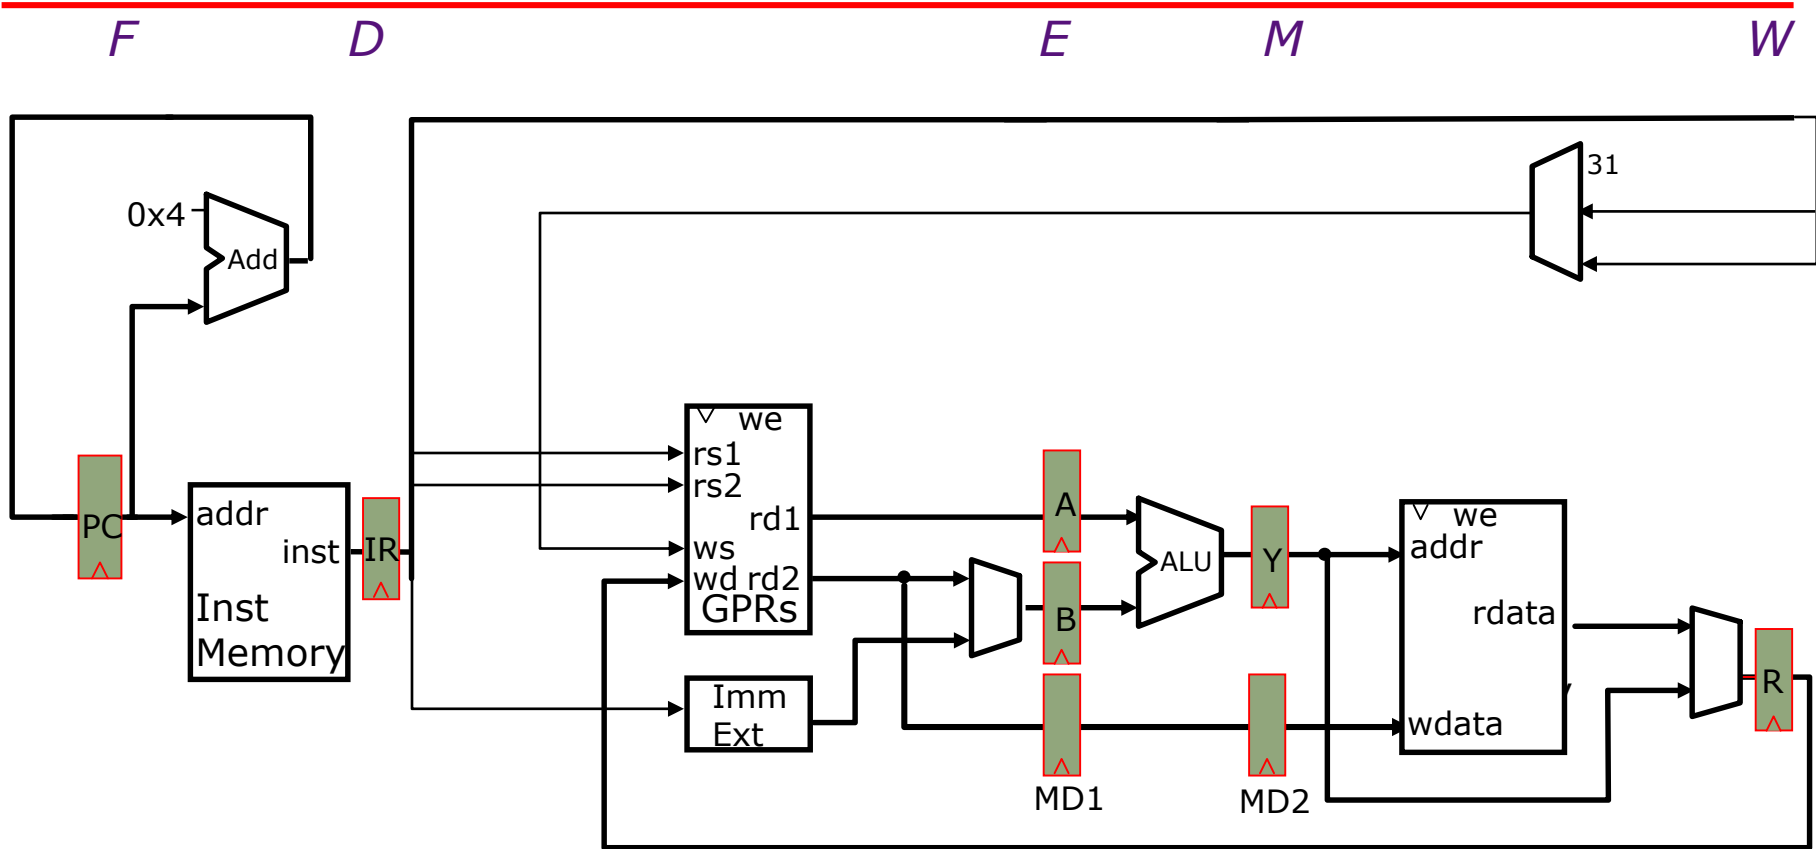 F D E M W
31
0x4
Add
we
rs1
rs2
rd1
ws
wd rd2
GPRs
PC
addr
inst
Inst
Memory
IR
A
B
ALU
Y
we
addr
rdata
wdata
R
Imm
Ext
MD1
MD2